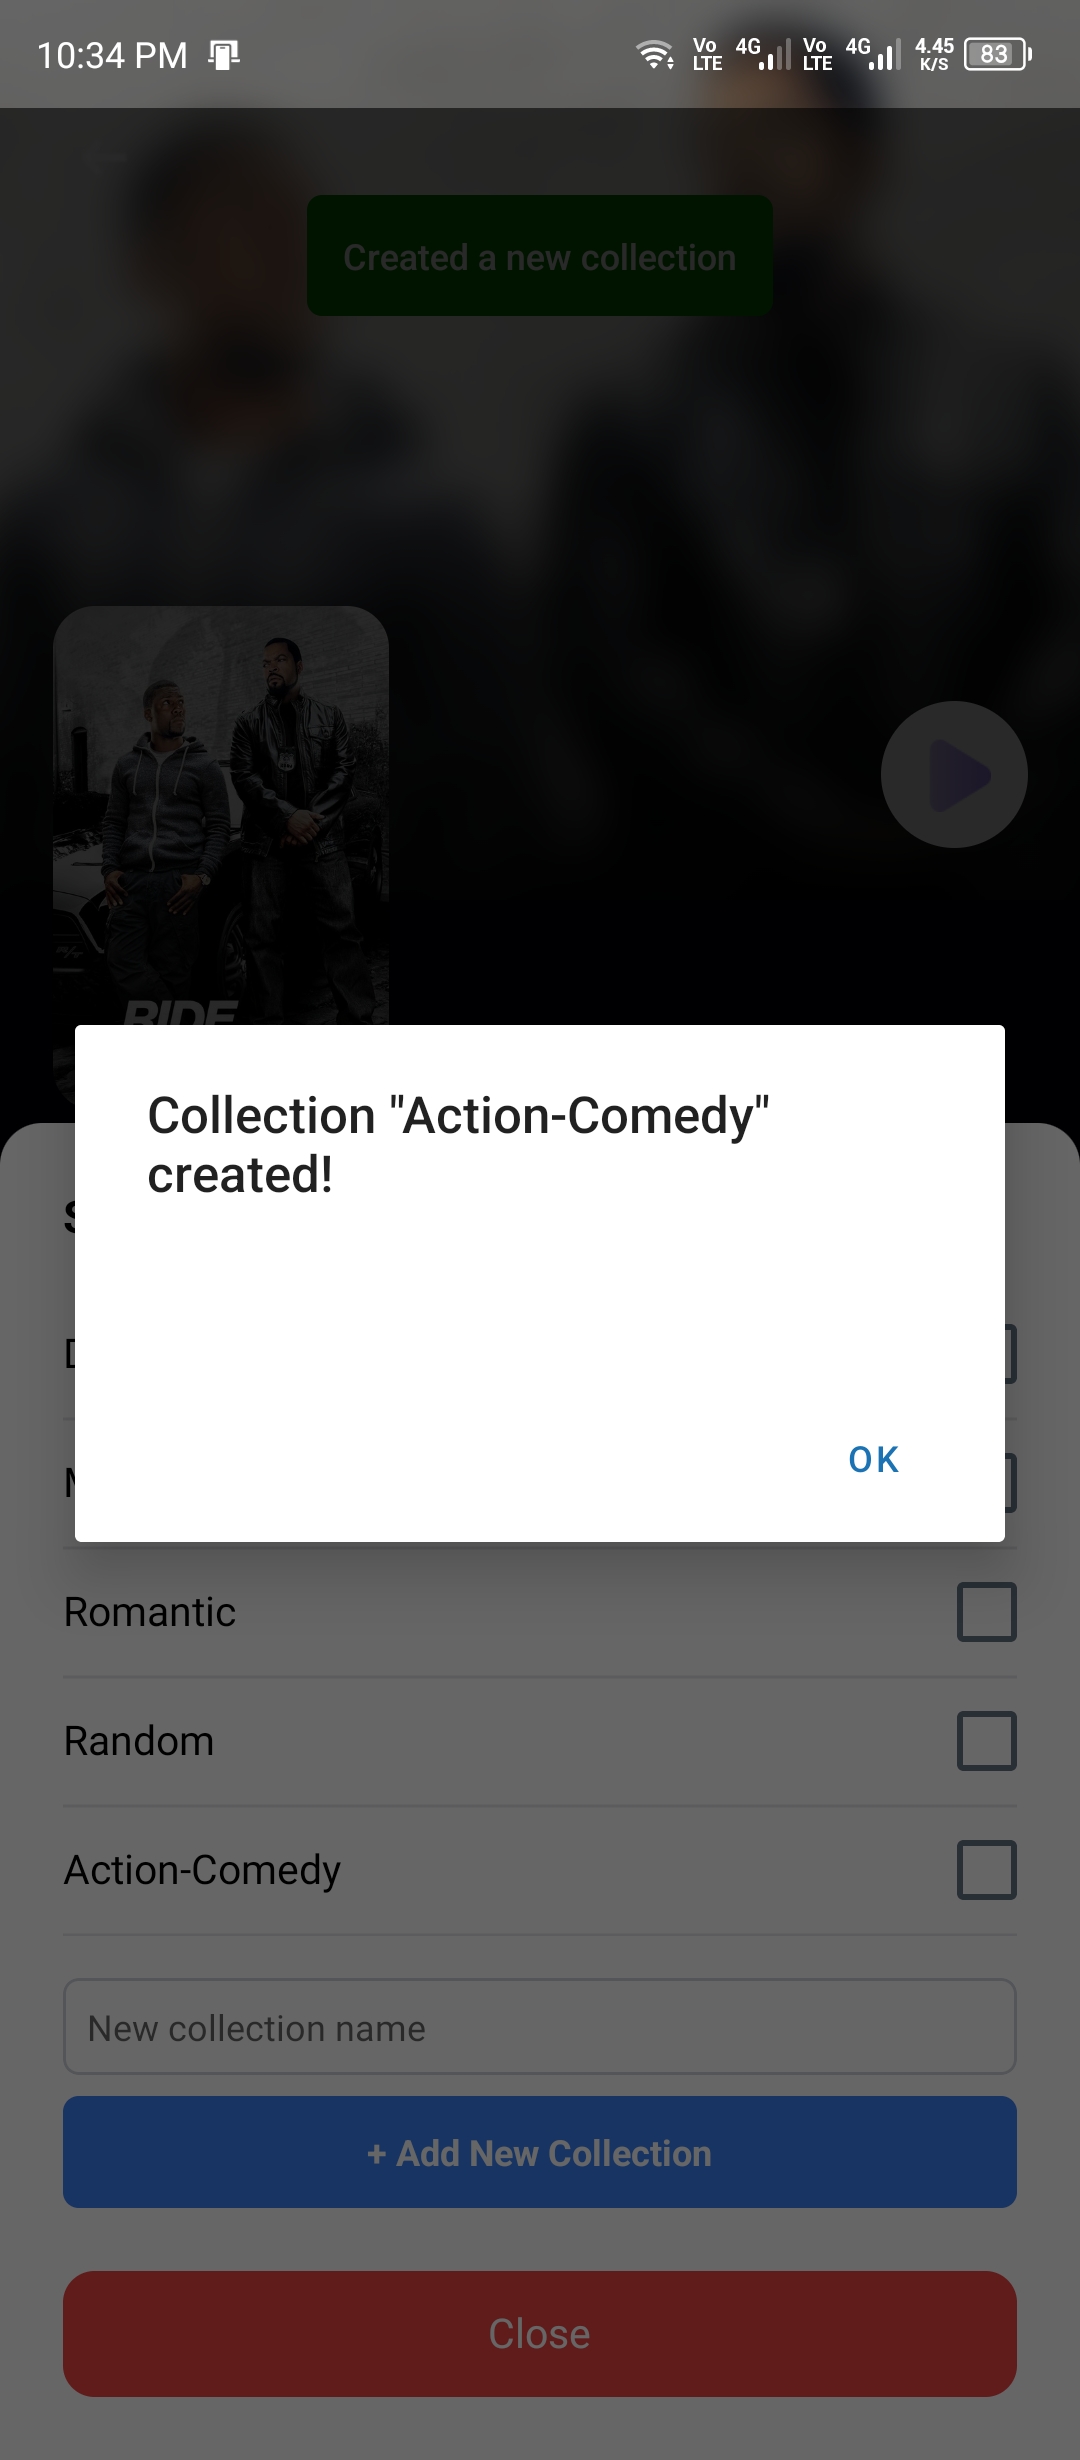 10:34 PM
Vo LTE 4G Vo LTE 4G 4.45 K/S 83
Created a new collection
RIDE
Collection "Action-Comedy"
created!
OK
Romantic
Random
Action-Comedy
New collection name
+ Add New Collection
Close